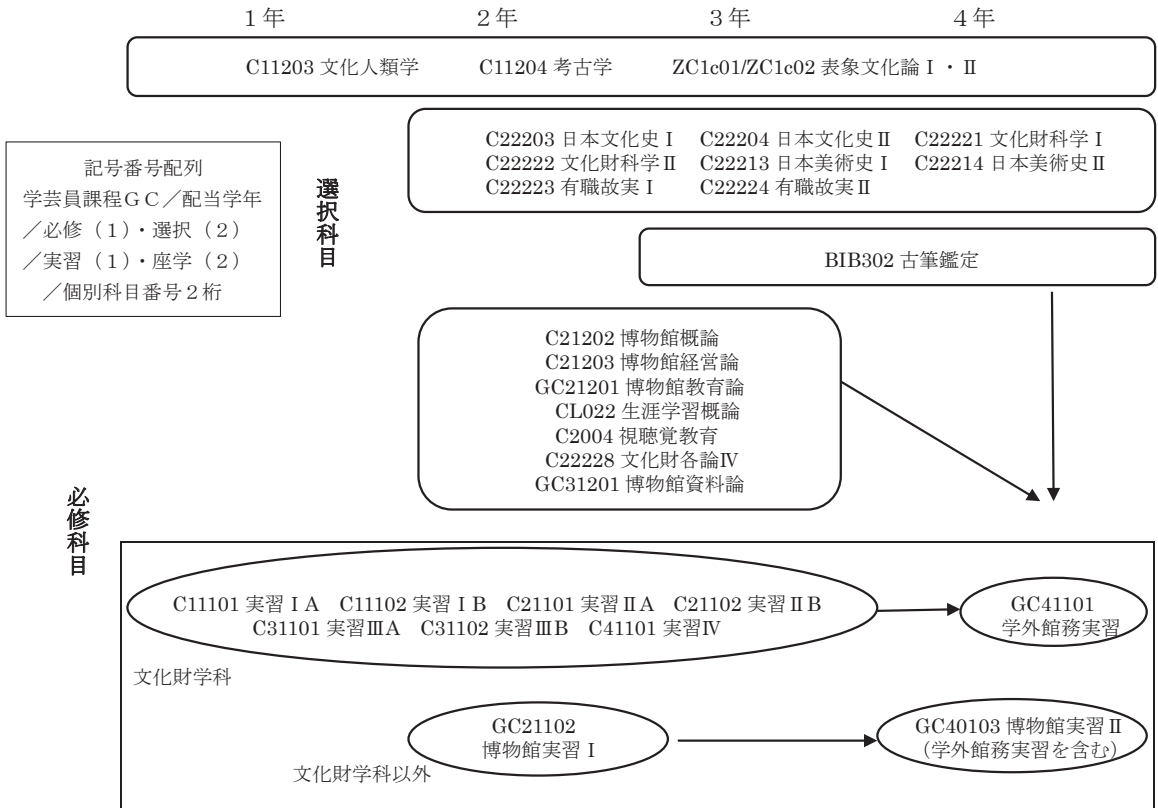 1年　2年　3年　4年
C11203 文化人類学　C11204 考古学　ZC1c01/ZC1c02 表象文化論Ⅰ・Ⅱ
C22203 日本文化史Ⅰ　C22204 日本文化史Ⅱ　C22221 文化財科学Ⅰ
C22222 文化財科学Ⅱ　C22213 日本美術史Ⅰ　C22214 日本美術史Ⅱ
C22223 有職故実Ⅰ　C22224 有職故実Ⅱ
記号番号配列
学芸員課程GC／配当学年
／必修（1）・選択（2）
／実習（1）・座学（2）
／個別科目番号2桁
選択科目
BIB302 古筆鑑定
C21202 博物館概論
C21203 博物館経営論
GC21201 博物館教育論
CL022 生涯学習概論
C2004 視聴覚教育
C22228 文化財各論Ⅳ
GC31201 博物館資料論
必修科目
C11101 実習ⅠA　C11102 実習ⅠB　C21101 実習ⅡA　C21102 実習ⅡB
C31101 実習ⅢA　C31102 実習ⅢB　C41101 実習Ⅳ
GC41101
学外館務実習
文化財学科
GC21102
博物館実習Ⅰ
GC40103 博物館実習Ⅱ
（学外館務実習を含む）
文化財学科以外